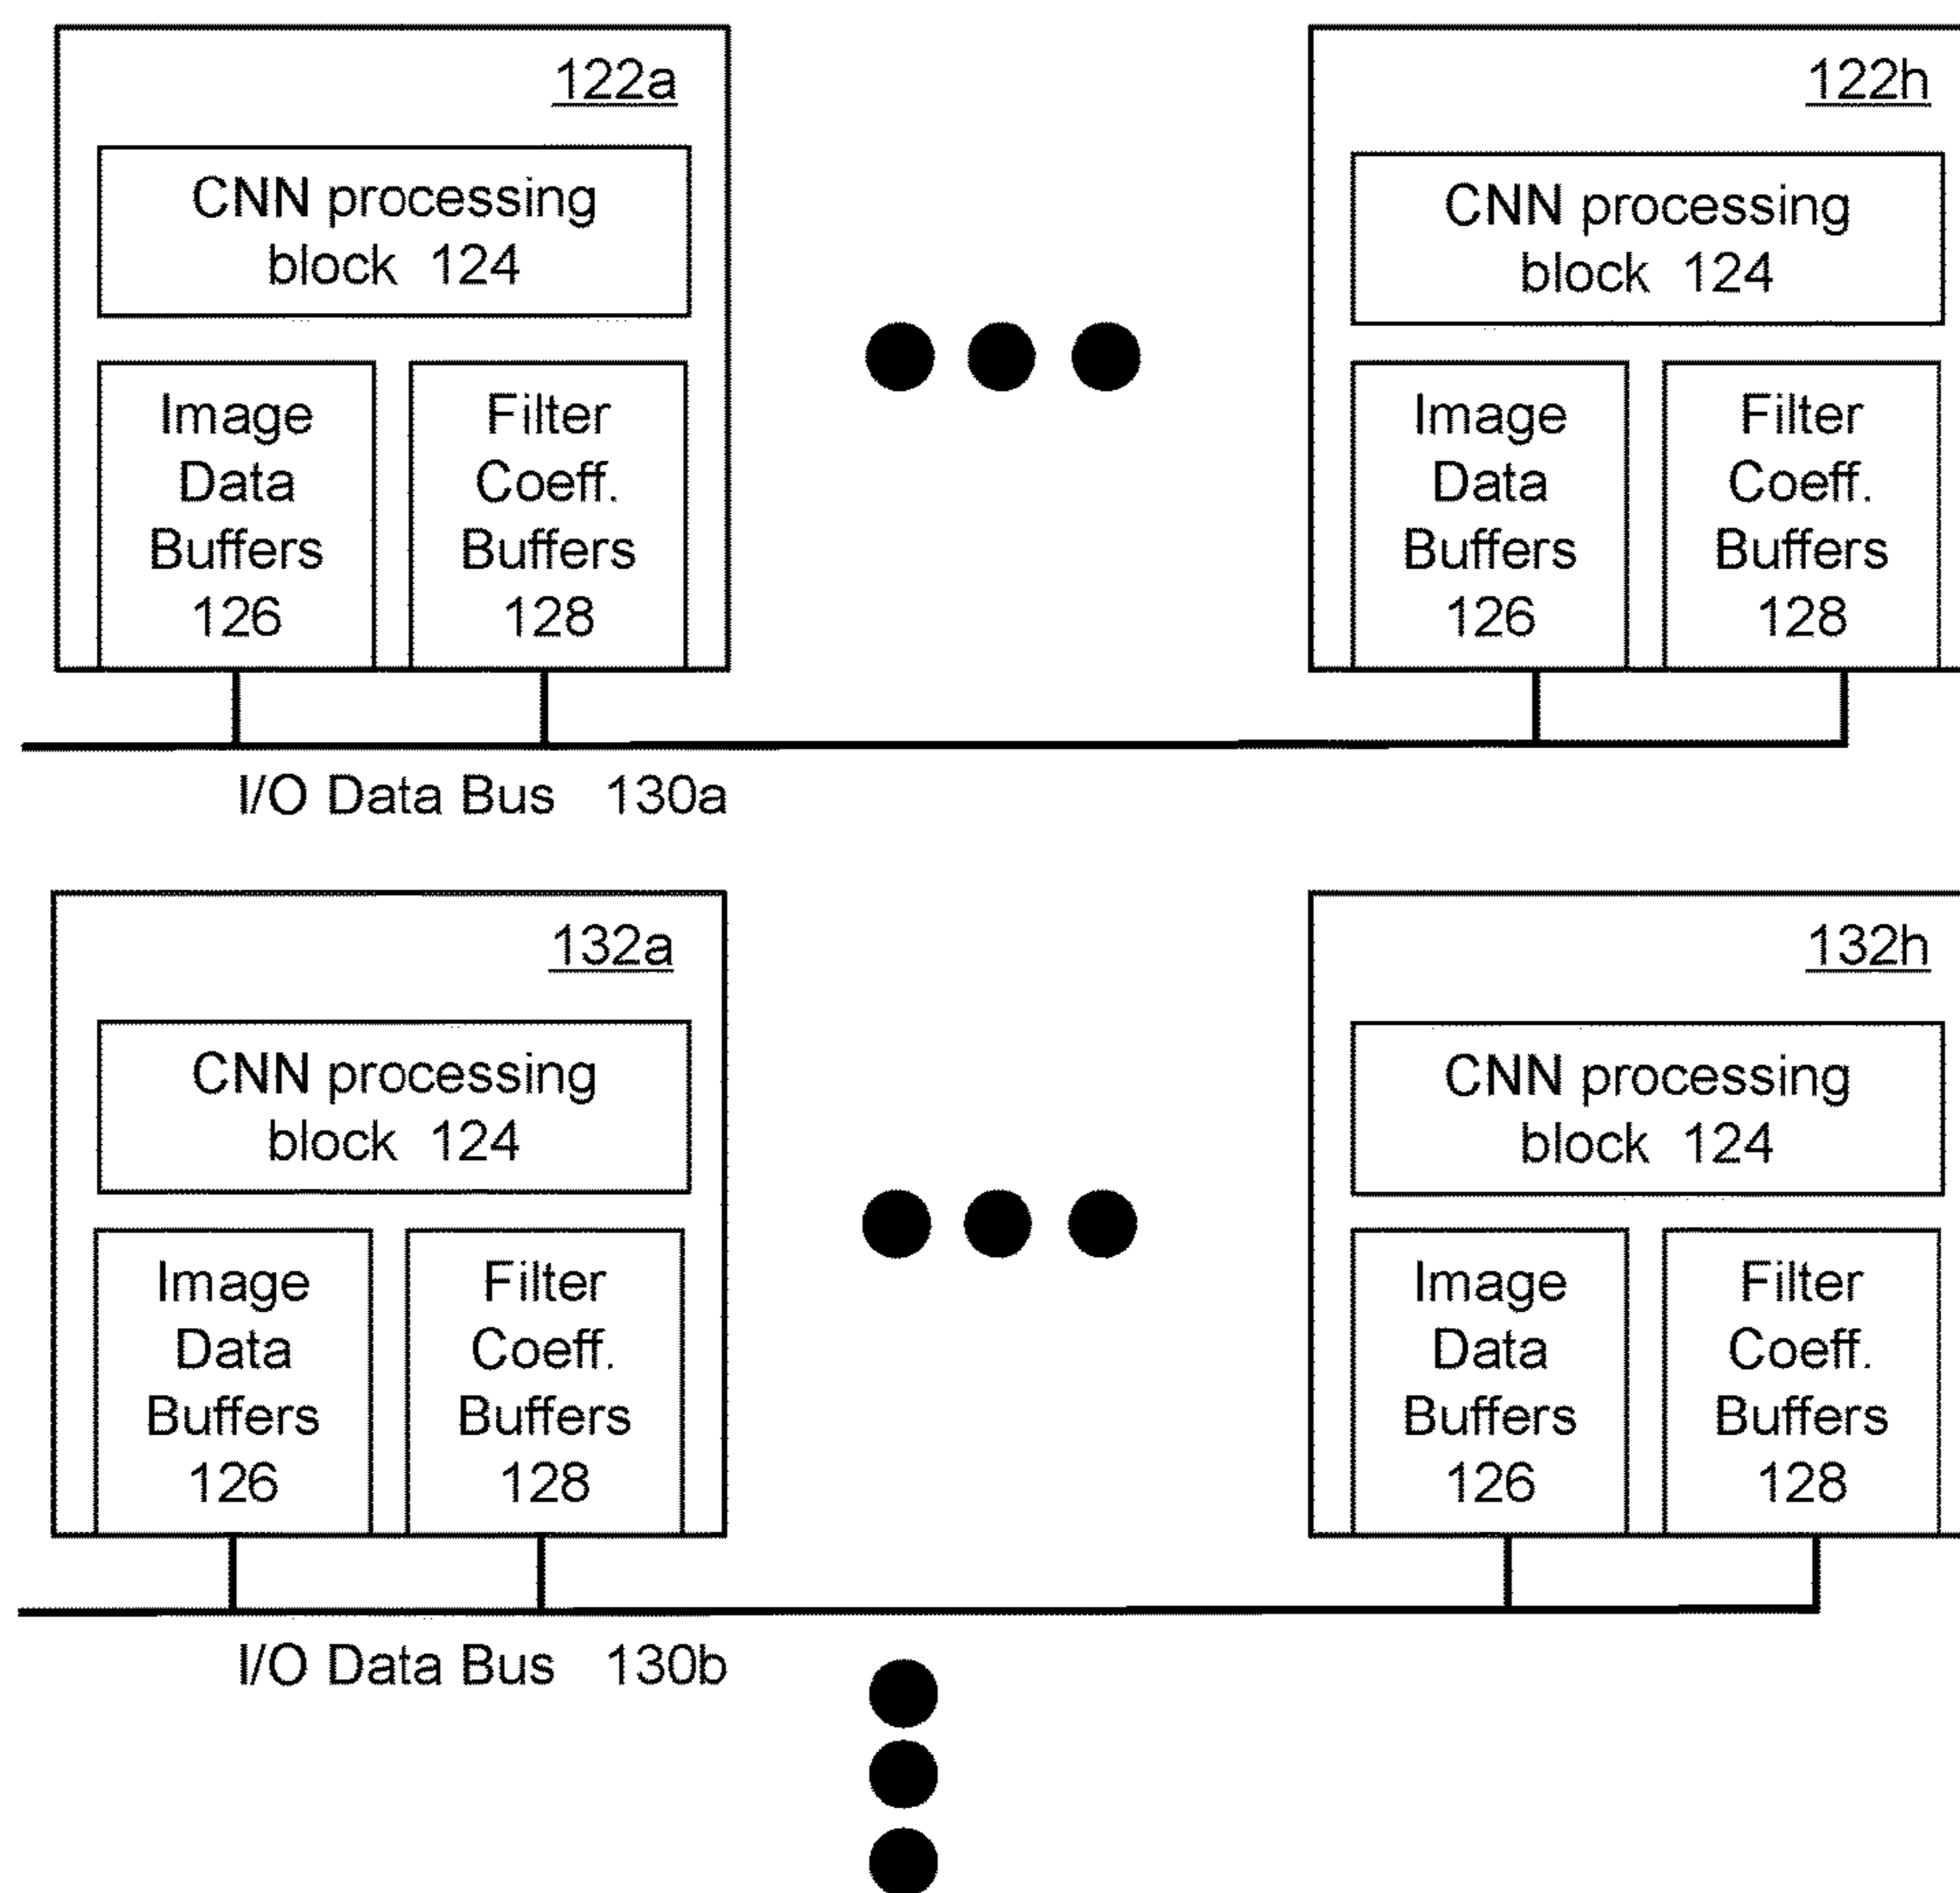 122a
CNN processing
block 124
Image
Data
Buffers
126
Filter
Coeff.
Buffers
128
122h
CNN processing
block 124
Image
Data
Buffers
126
Filter
Coeff.
Buffers
128
I/O Data Bus 130a
132a
CNN processing
block 124
Image
Data
Buffers
126
Filter
Coeff.
Buffers
128
132h
CNN processing
block 124
Image
Data
Buffers
126
Filter
Coeff.
Buffers
128
I/O Data Bus 130b